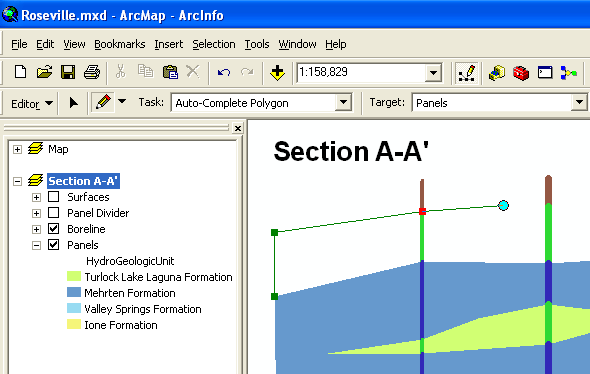 Roseville.mxd - ArcMap - ArcInfo
File Edit View Bookmarks Insert Selection Tools Window Help
1:158,829
Editor Task: Auto-Complete Polygon Target: Panels
Map
Section A-A'
Surfaces
Panel Divider
Boreline
Panels
HydroGeologicUnit
Turlock Lake Laguna Formation
Mehrten Formation
Valley Springs Formation
Ione Formation
Section A-A'